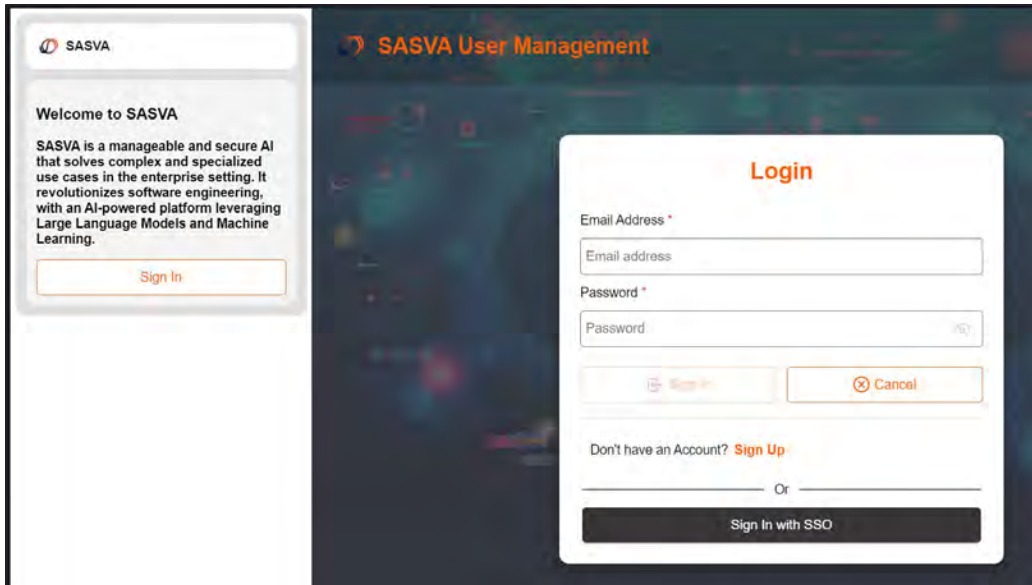 SASVA
Welcome to SASVA
SASVA is a manageable and secure AI
that solves complex and specialized
use cases in the enterprise setting. It
revolutionizes software engineering,
with an AI-powered platform leveraging
Large Language Models and Machine
Learning.
Sign In
SASVA User Management
Login
Email Address *
Email address
Password *
Password
Sign In
Cancel
Don't have an Account? Sign Up
Or
Sign In with SSO